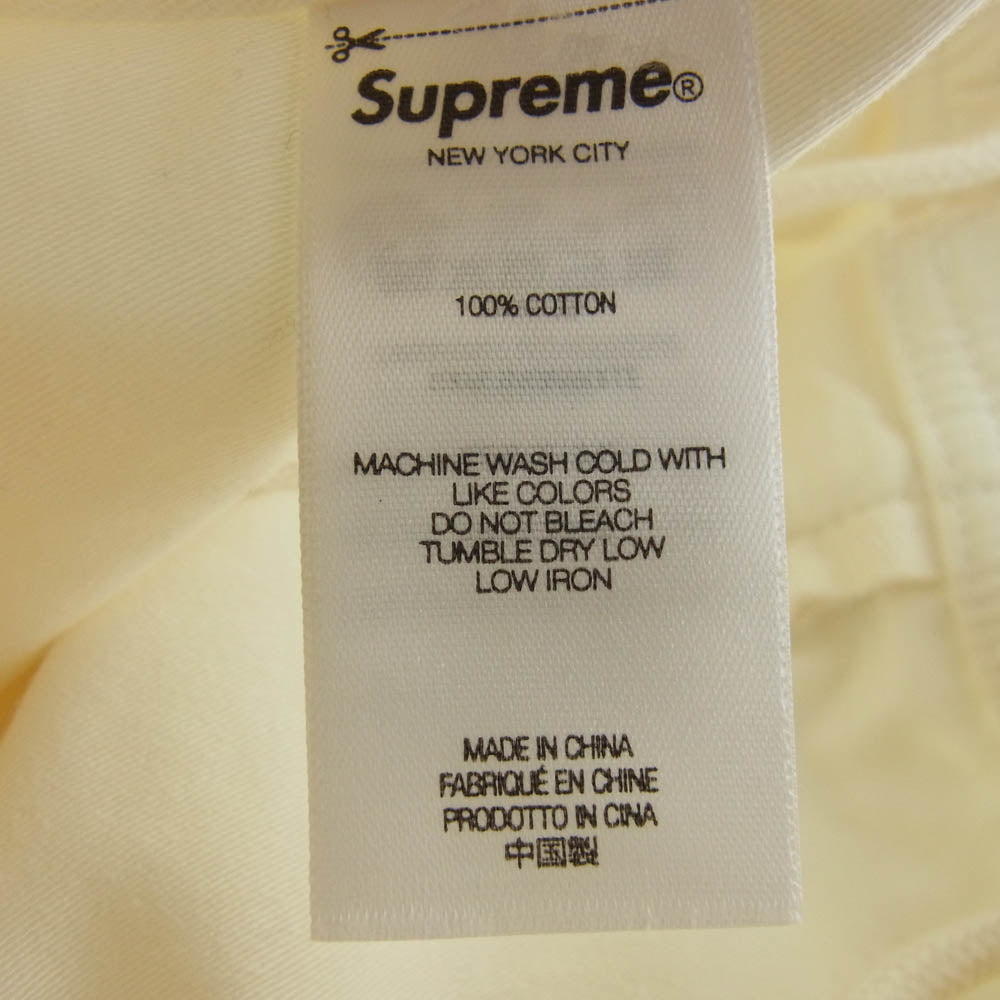 Supreme®
NEW YORK CITY
100% COTTON
MACHINE WASH COLD WITH
LIKE COLORS
DO NOT BLEACH
TUMBLE DRY LOW
LOW IRON
MADE IN CHINA
FABRIQUÉ EN CHINE
PRODOTTO IN CINA
中国製